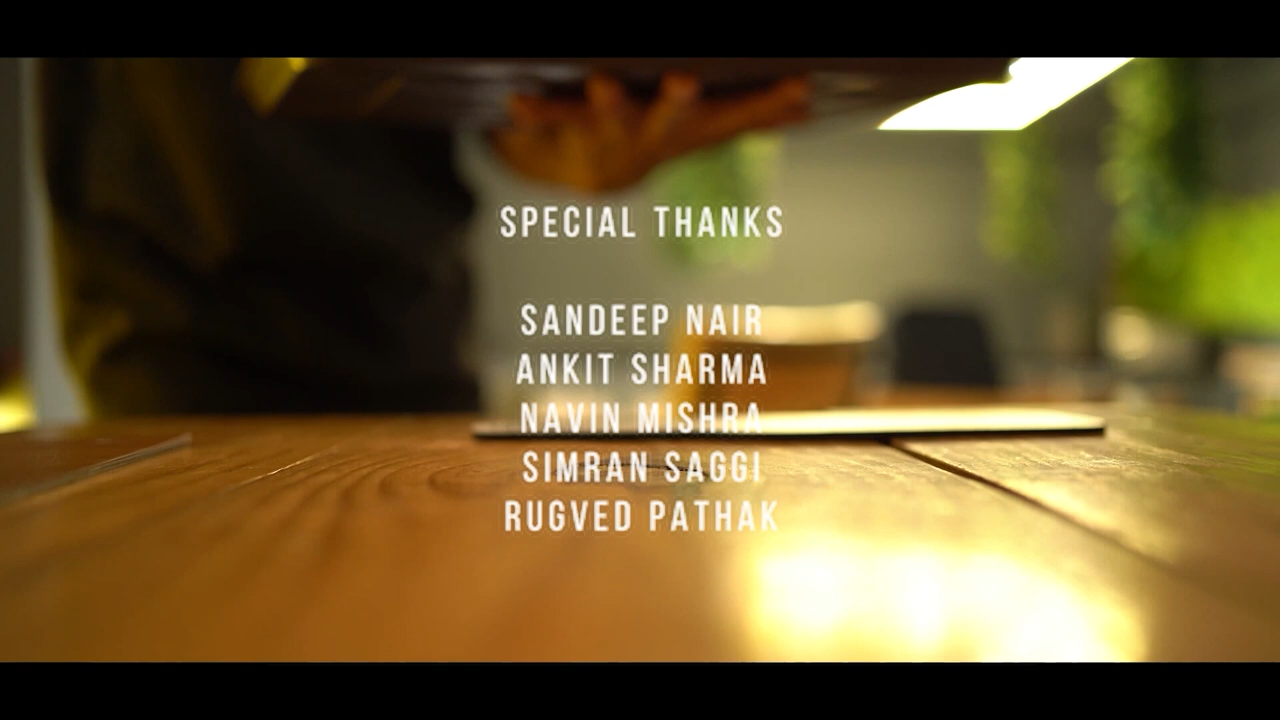 SPECIAL THANKS
SANDEEP NAIR
ANKIT SHARMA
NAVIN MISHRA
SIMRAN SAGGI
RUGVED PATHAK